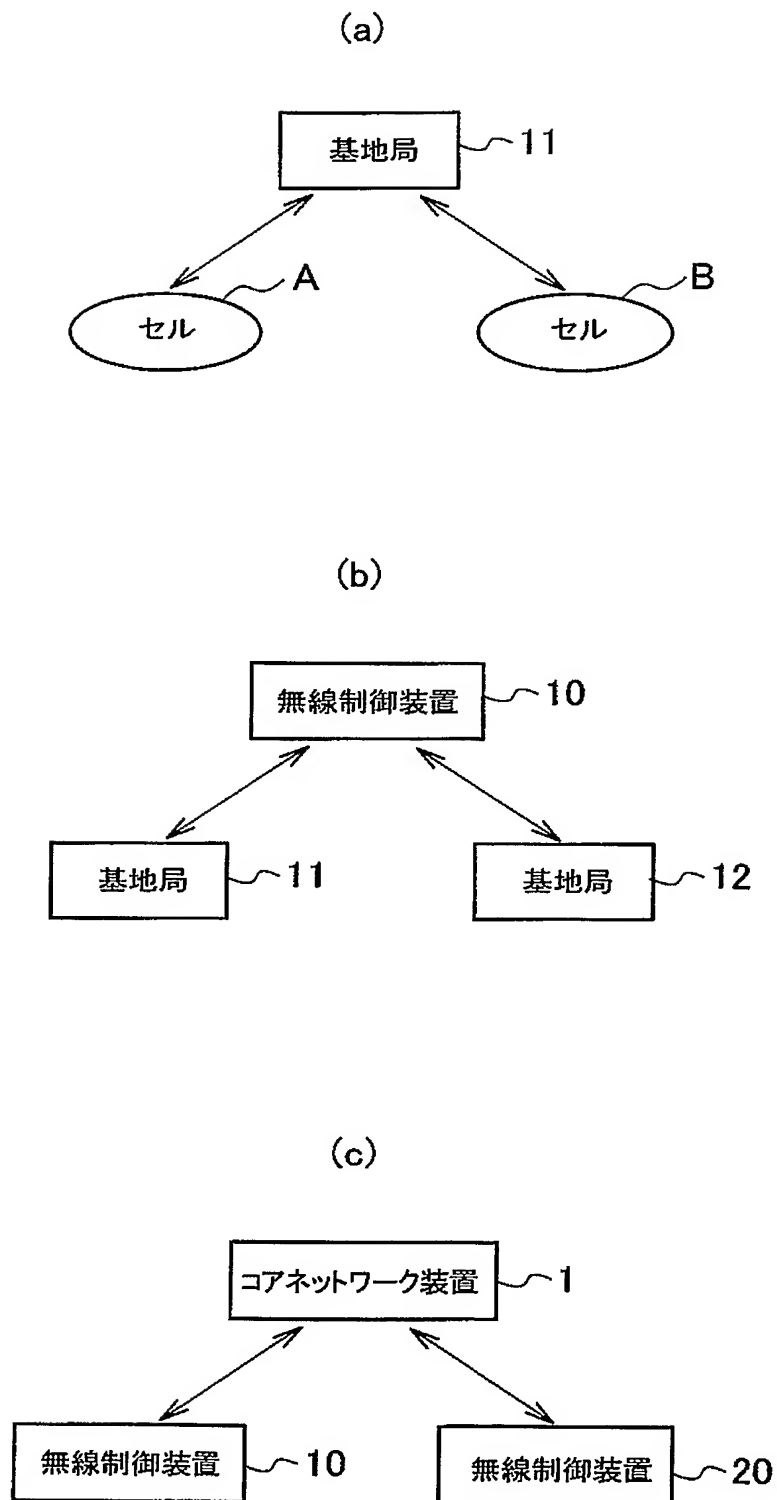 (a)
基地局 11
A B
セル セル
(b)
無線制御装置 10
基地局 11 基地局 12
(c)
コアネットワーク装置 1
無線制御装置 10 無線制御装置 20